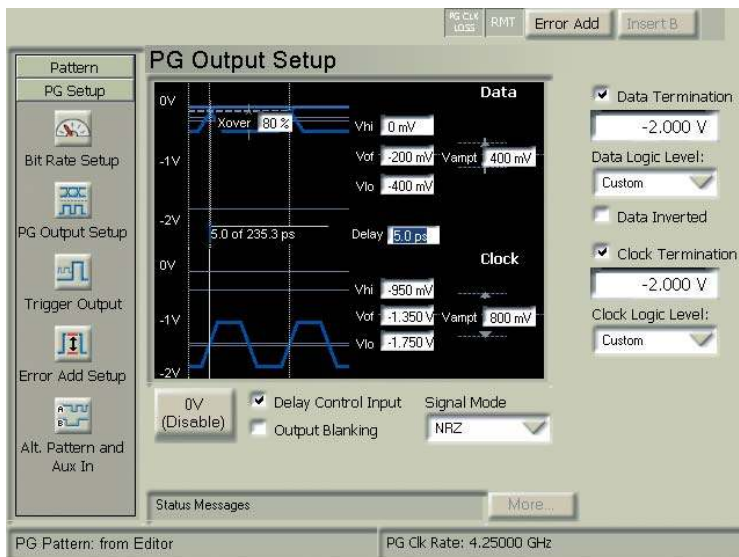 PG CLK LOSS
RMT
Error Add
Insert B
Pattern
PG Setup
Bit Rate Setup
PG Output Setup
Trigger Output
Error Add Setup
Alt. Pattern and
Aux In
PG Output Setup
0V
-1V
-2V
Xover 80 %
5.0 of 235.3 ps
Data
Vhi 0 mV
Vof -200 mV Vampt 400 mV
Vlo -400 mV
Delay 5.0 ps
0V
-1V
-2V
Clock
Vhi -950 mV
Vof -1.350 V Vampt 800 mV
Vlo -1.750 V
Data Termination
-2.000 V
Data Logic Level:
Custom
Data Inverted
Clock Termination
-2.000 V
Clock Logic Level:
Custom
0V
(Disable)
Delay Control Input
Output Blanking
Signal Mode
NRZ
Status Messages
More...
PG Pattern: from Editor
PG Clk Rate: 4.25000 GHz